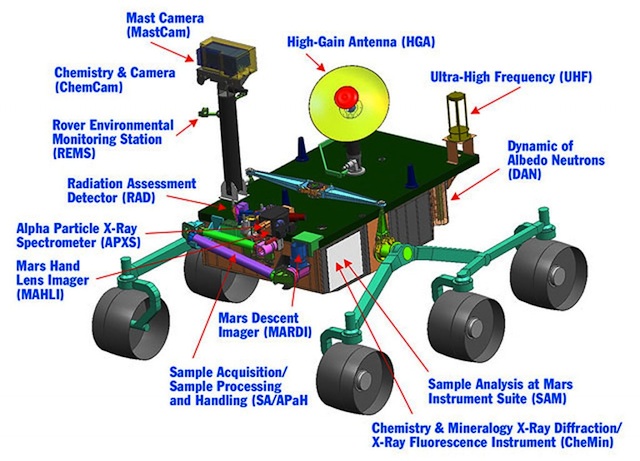 Mast Camera
(MastCam)
High-Gain Antenna (HGA)
Chemistry & Camera
(ChemCam)
Ultra-High Frequency (UHF)
Rover Environmental
Monitoring Station
(REMS)
Dynamic of
Albedo Neutrons
(DAN)
Radiation Assessment
Detector (RAD)
Alpha Particle X-Ray
Spectrometer (APXS)
Mars Hand
Lens Imager
(MAHLI)
Mars Descent
Imager (MARDI)
Sample Acquisition/
Sample Processing
and Handling (SA/APaH
Sample Analysis at Mars
Instrument Suite (SAM)
Chemistry & Mineralogy X-Ray Diffraction/
X-Ray Fluorescence Instrument (CheMin)